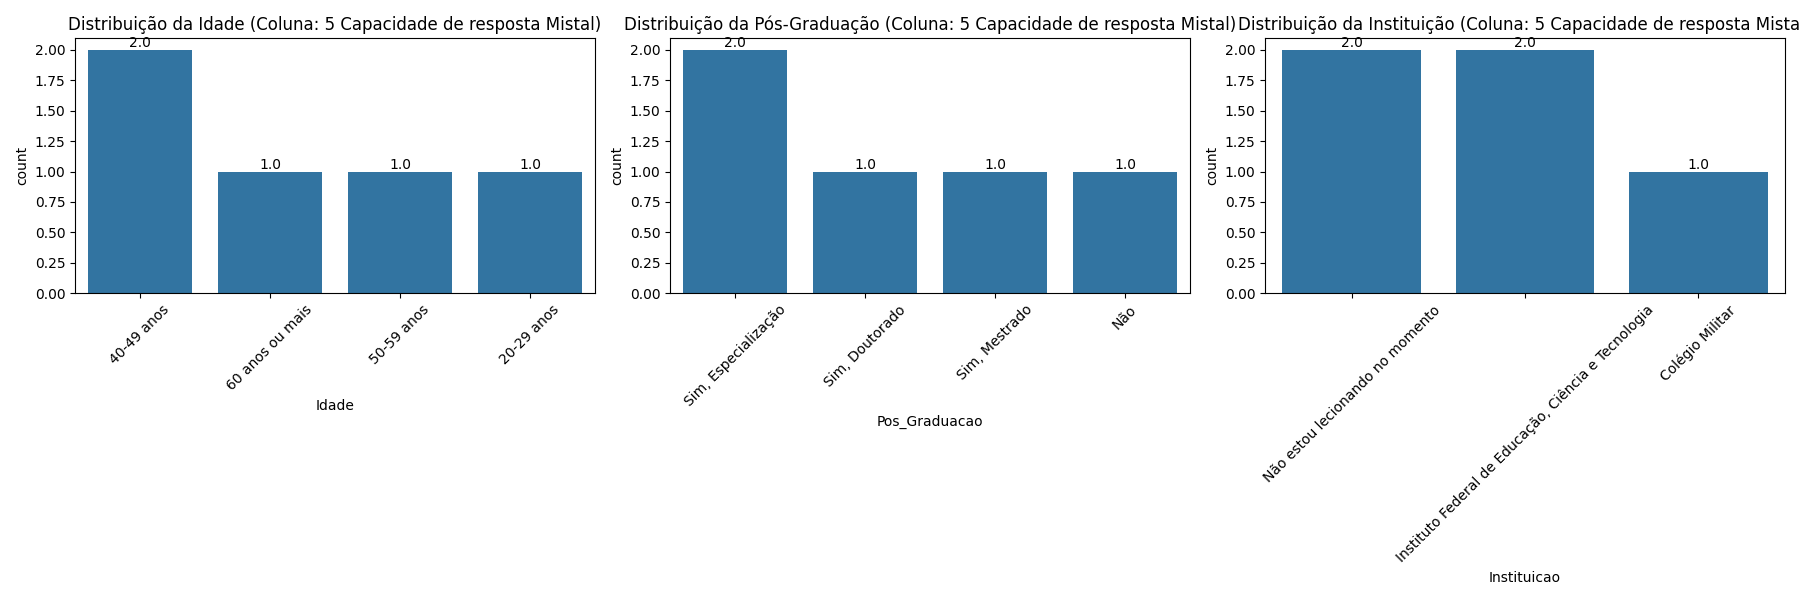 Distribuição da Idade (Coluna: 5 Capacidade de resposta Mistal)
2.0
1.0
1.0
1.0
2.00
1.75
1.50
1.25
1.00
0.75
0.50
0.25
0.00
count
40-49 anos
60 anos ou mais
50-59 anos
20-29 anos
Idade
Distribuição da Pós-Graduação (Coluna: 5 Capacidade de resposta Mistal)
2.0
1.0
1.0
1.0
2.00
1.75
1.50
1.25
1.00
0.75
0.50
0.25
0.00
count
Sim, Especialização
Sim, Doutorado
Sim, Mestrado
Não
Pos_Graduacao
Distribuição da Instituição (Coluna: 5 Capacidade de resposta Mista
2.0
2.0
1.0
2.00
1.75
1.50
1.25
1.00
0.75
0.50
0.25
0.00
count
Não estou lecionando no momento
Instituto Federal de Educação, Ciência e Tecnologia
Colégio Militar
Instituicao